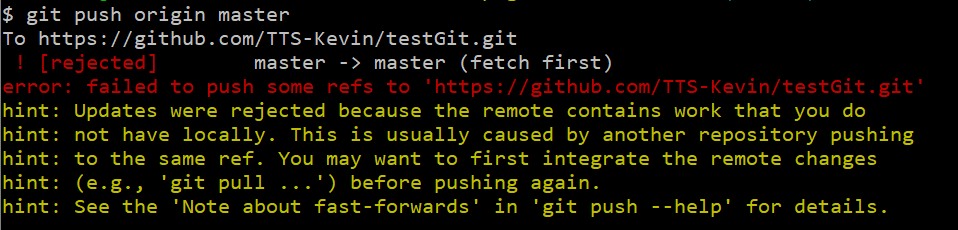 $ git push origin master
To https://github.com/TTS-Kevin/testGit.git
! [rejected] master -> master (fetch first)
error: failed to push some refs to 'https://github.com/TTS-Kevin/testGit.git'
hint: Updates were rejected because the remote contains work that you do
hint: not have locally. This is usually caused by another repository pushing
hint: to the same ref. You may want to first integrate the remote changes
hint: (e.g., 'git pull ...') before pushing again.
hint: See the 'Note about fast-forwards' in 'git push --help' for details.